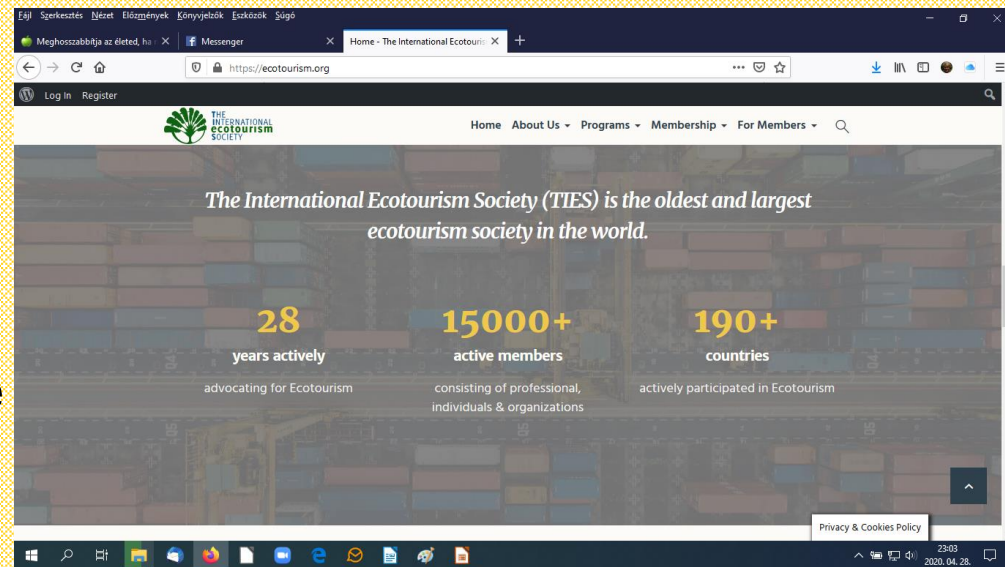 Fájl Szerkesztés Nézet Előzmények Könyvjelzők Eszközök Súgó
Meghosszabbítja az életed, ha
Messenger
Home - The International Ecotouris
https://ecotourism.org
Log In Register
THE
INTERNATIONAL
ecotourism
SOCIETY
Home About Us Programs Membership For Members
The International Ecotourism Society (TIES) is the oldest and largest
ecotourism society in the world.
28 15000+ 190+
years actively active members countries
advocating for Ecotourism consisting of professional, actively participated in Ecotourism
individuals & organizations
Privacy & Cookies Policy
23:03
2020. 04. 28.